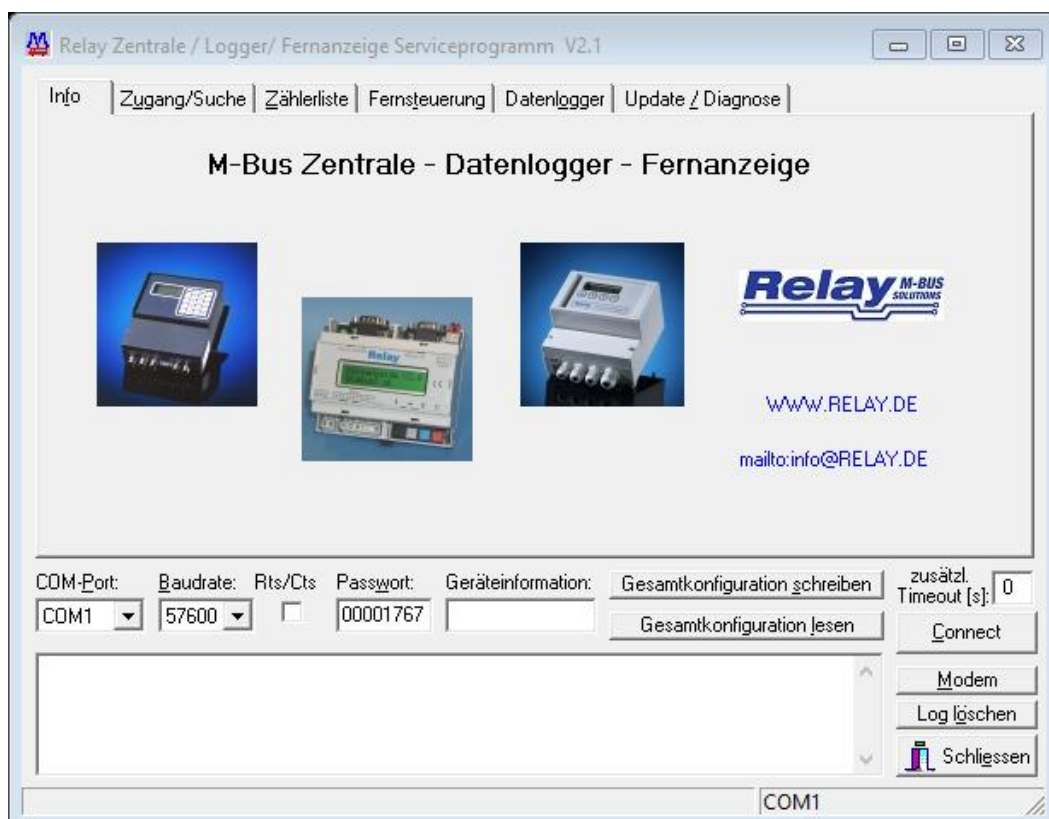 Relay Zentrale / Logger/ Fernanzeige Serviceprogramm V2.1
Info Zugang/Suche Zählerliste Fernsteuerung Datenlogger Update / Diagnose
M-Bus Zentrale - Datenlogger - Fernanzeige
Relay M-BUS SOLUTIONS
Relay
WWW.RELAY.DE
mailto:info@RELAY.DE
COM-Port: Baudrate: Rts/Cts Passwort: Geräteinformation: Gesamtkonfiguration schreiben zusätzl. Timeout [s]: 0
COM1 57600 00001767 Gesamtkonfiguration lesen Connect
Modem
Log löschen
Schliessen
COM1